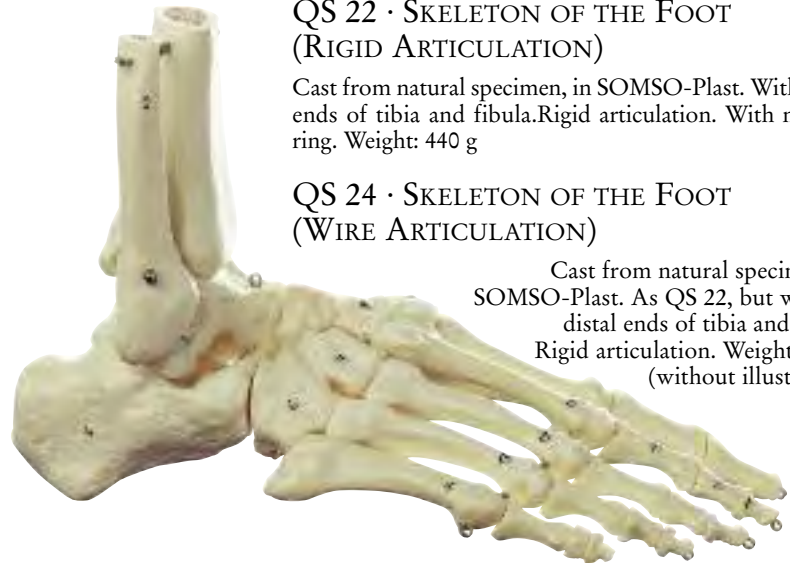 QS 22 · Skeleton of the Foot
(Rigid Articulation)
Cast from natural specimen, in SOMSO-Plast. With
ends of tibia and fibula.Rigid articulation. With
ring. Weight: 440 g
QS 24 · Skeleton of the Foot
(Wire Articulation)
Cast from natural
SOMSO-Plast. As QS 22, but
distal ends of tibia and
Rigid articulation. Weight
(without